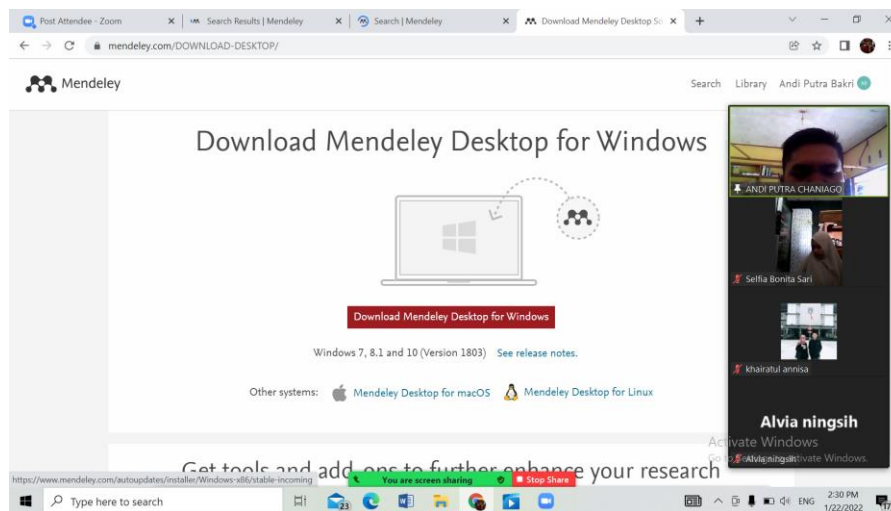 Post Attendee - Zoom
Search Results | Mendeley
Search | Mendeley
Download Mendeley Desktop
mendeley.com/DOWNLOAD-DESKTOP/
Mendeley
Search Library Andi Putra Bakri
Download Mendeley Desktop for Windows
ANDI PUTRA CHANIAGO
Selfia Bonita Sari
Download Mendeley Desktop for Windows
Windows 7, 8.1 and 10 (Version 1803) See release notes.
khairatul annisa
Other systems: Mendeley Desktop for macOS Mendeley Desktop for Linux
Alvia ningsih
Activate Windows
Alvia ningsih
Get tools and add-ons to further enhance your research
https://www.mendeley.com/autoupdates/installer/Windows-x86/stable-incoming
You are screen sharing Stop Share
Type here to search
23
ENG
2:30 PM
1/22/2022